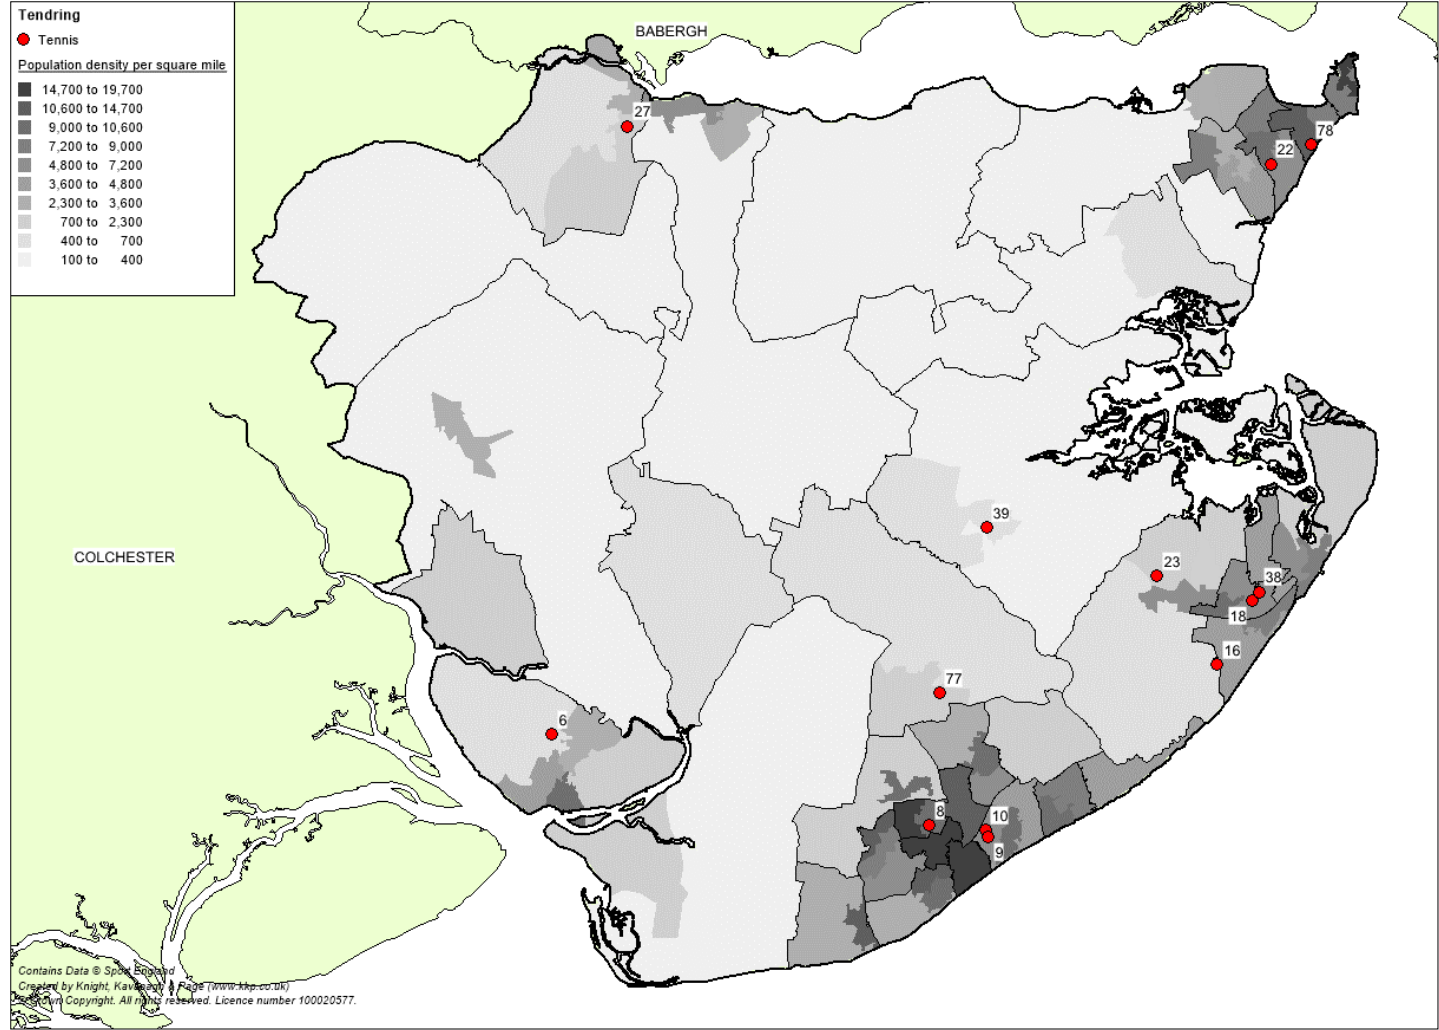 Tendring
Tennis
Population density per square mile
14,700 to 19,700
10,600 to 14,700
9,000 to 10,600
7,200 to 9,000
4,800 to 7,200
3,600 to 4,800
2,300 to 3,600
700 to 2,300
400 to 700
100 to 400
BABERGH
27
78
22
39
COLCHESTER
23
38
18
16
77
6
8
10
9
Contains Data © Sport England
Created by Knight, Kavanagh & Page (www.kkp.co.uk)
© Crown Copyright. All rights reserved. Licence number 100020577.